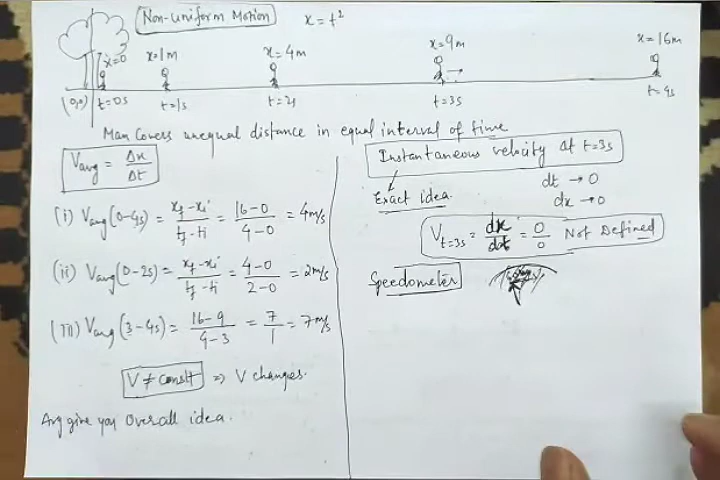 Non-uniform Motion x = t²
x=0 x=1m x=4m x=9m x=16m
(0,0) t=0s t=1s t=2s t=3s t=4s
Man Covers unequal distance in equal interval of time
Vavg = Δx/Δt
(i) Vavg(0-4s) = xf-xi/tf-ti = 16-0/4-0 = 4m/s
(ii) Vavg(0-2s) = xf-xi/tf-ti = 4-0/2-0 = 2m/s
(iii) Vavg(3-4s) = 16-9/4-3 = 7/1 = 7m/s
V ≠ constt ⇒ V changes.
Avg give you overall idea.
Instantaneous velocity at t=3s
Exact idea.
dt → 0
dx → 0
Vt=3s = dx/dt = 0/0 Not Defined
Speedometer